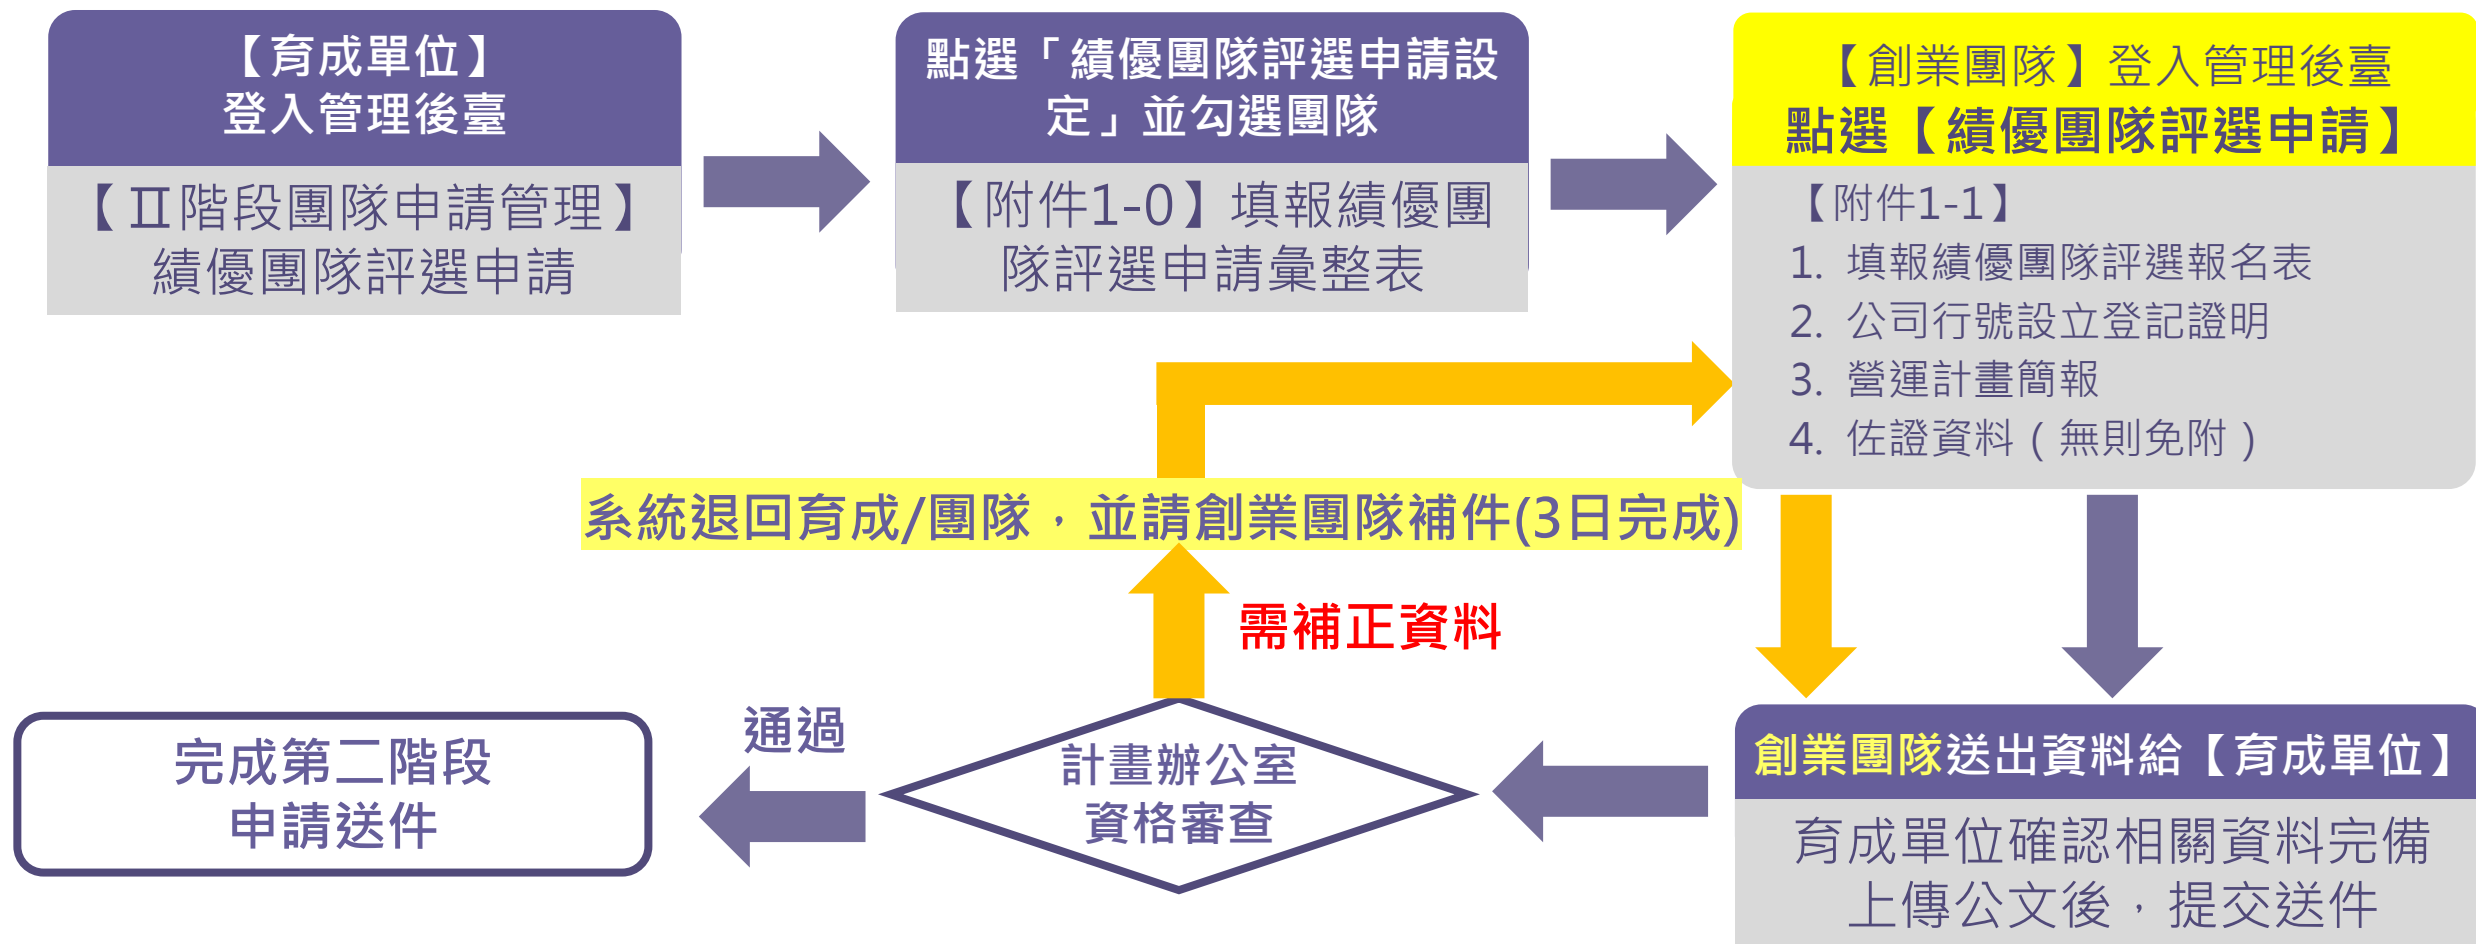 【育成單位】
登入管理後臺
【Ⅱ階段團隊申請管理】
績優團隊評選申請
點選「績優團隊評選申請設
定」並勾選團隊
【附件1-0】填報績優團
隊評選申請彙整表
【創業團隊】登入管理後臺
點選【績優團隊評選申請】
【附件1-1】
1. 填報績優團隊評選報名表
2. 公司行號設立登記證明
3. 營運計畫簡報
4. 佐證資料（無則免附）
系統退回育成/團隊，並請創業團隊補件(3日完成)
需補正資料
創業團隊送出資料給【育成單位】
育成單位確認相關資料完備
上傳公文後，提交送件
計畫辦公室
資格審查
通過
完成第二階段
申請送件